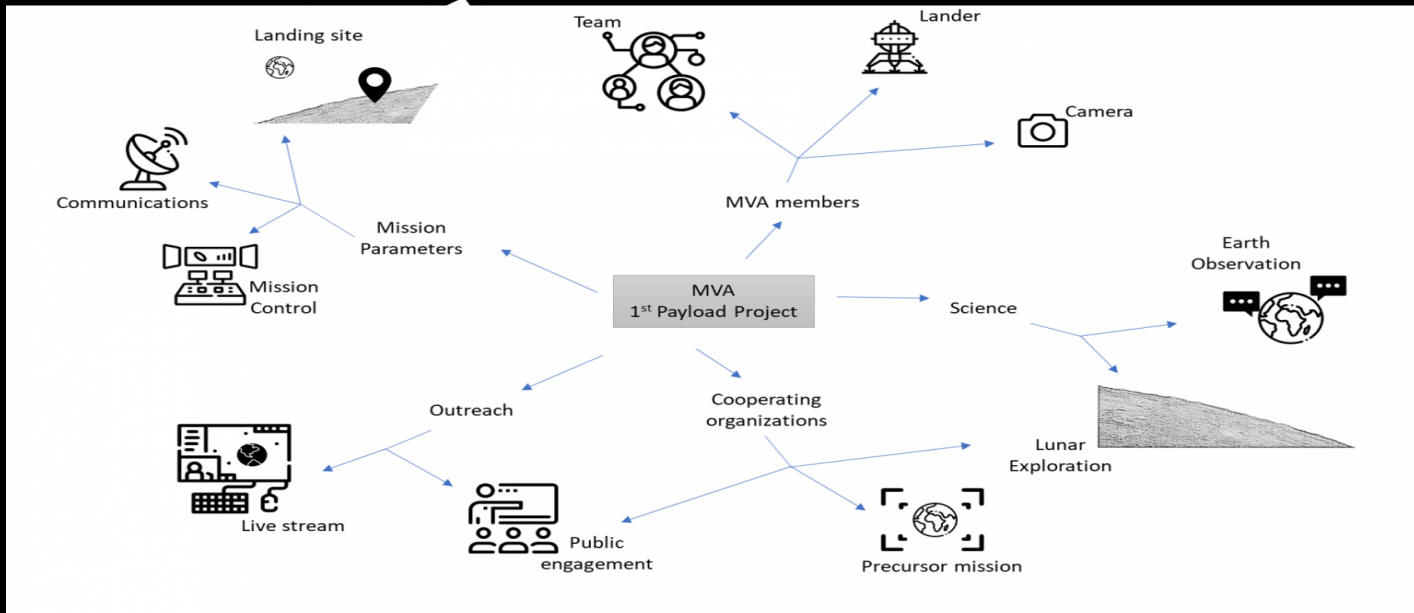 Team
Lander
Landing site
Camera
Communications
MVA members
Mission
Parameters
Earth
Observation
Mission
Control
MVA
1st Payload Project
Science
Outreach
Cooperating
organizations
Lunar
Exploration
Live stream
Public
engagement
Precursor mission